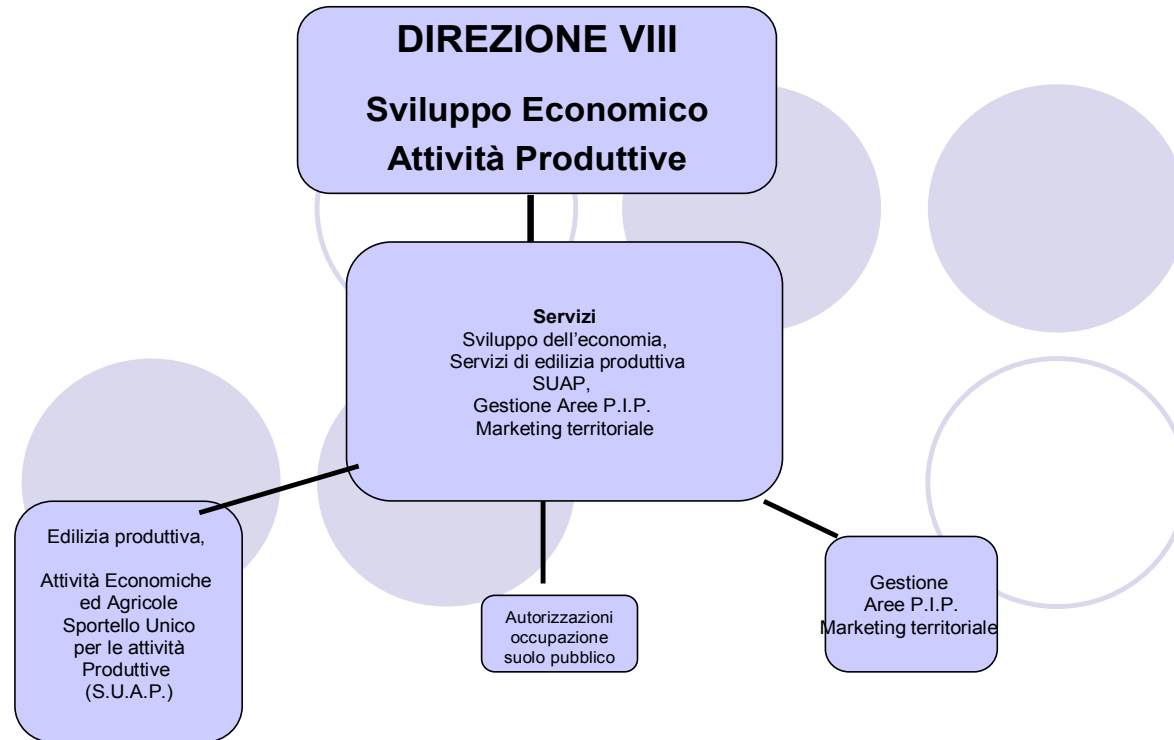 DIREZIONE VIII
Sviluppo Economico
Attività Produttive
Servizi
Sviluppo dell’economia,
Servizi di edilizia produttiva
SUAP,
Gestione Aree P.I.P.
Marketing territoriale
Edilizia produttiva,
Attività Economiche
ed Agricole
Sportello Unico
per le attività
Produttive
(S.U.A.P.)
Autorizzazioni
occupazione
suolo pubblico
Gestione
Aree P.I.P.
Marketing territoriale